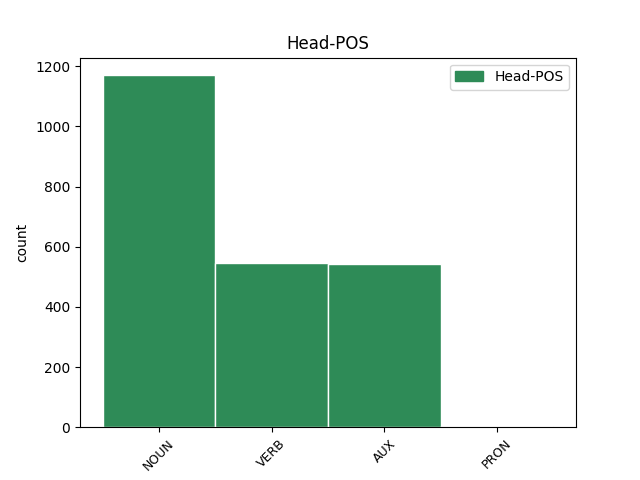 Head-POS
Head-POS
1200
1000
800
600
400
200
0
count
NOUN
VERB
AUX
PRON